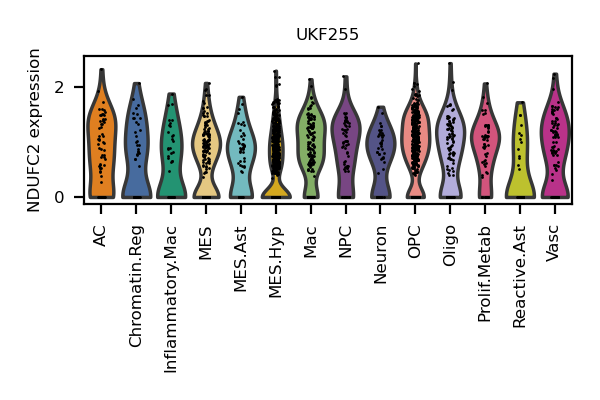 UKF255
NDUFC2 expression
2
0
AC
Chromatin.Reg
Inflammatory.Mac
MES
MES.Ast
MES.Hyp
Mac
NPC
Neuron
OPC
Oligo
Prolif.Metab
Reactive.Ast
Vasc